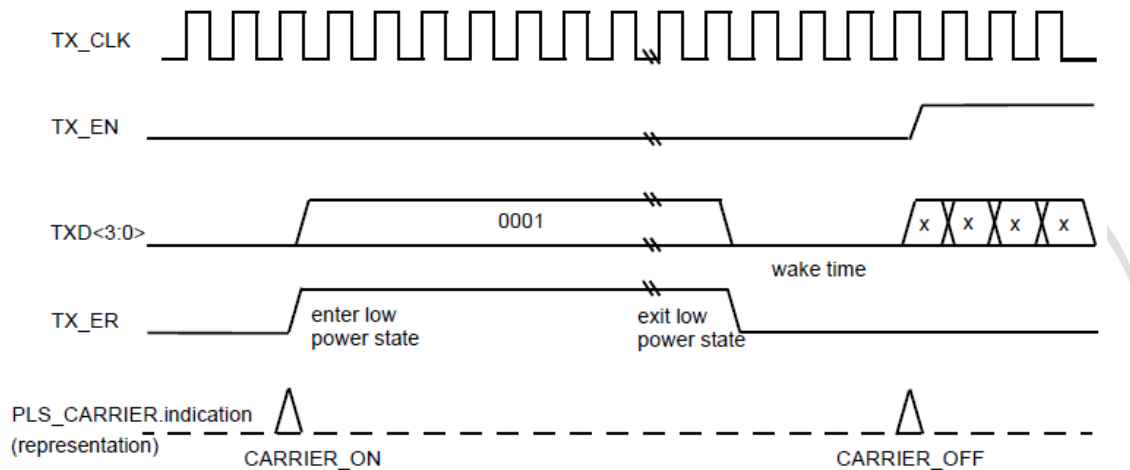 TX_CLK
TX_EN
TXD<3:0>
0001
x x x x
wake time
TX_ER
enter low
power state
exit low
power state
PLS_CARRIER.indication
(representation)
CARRIER_ON
CARRIER_OFF